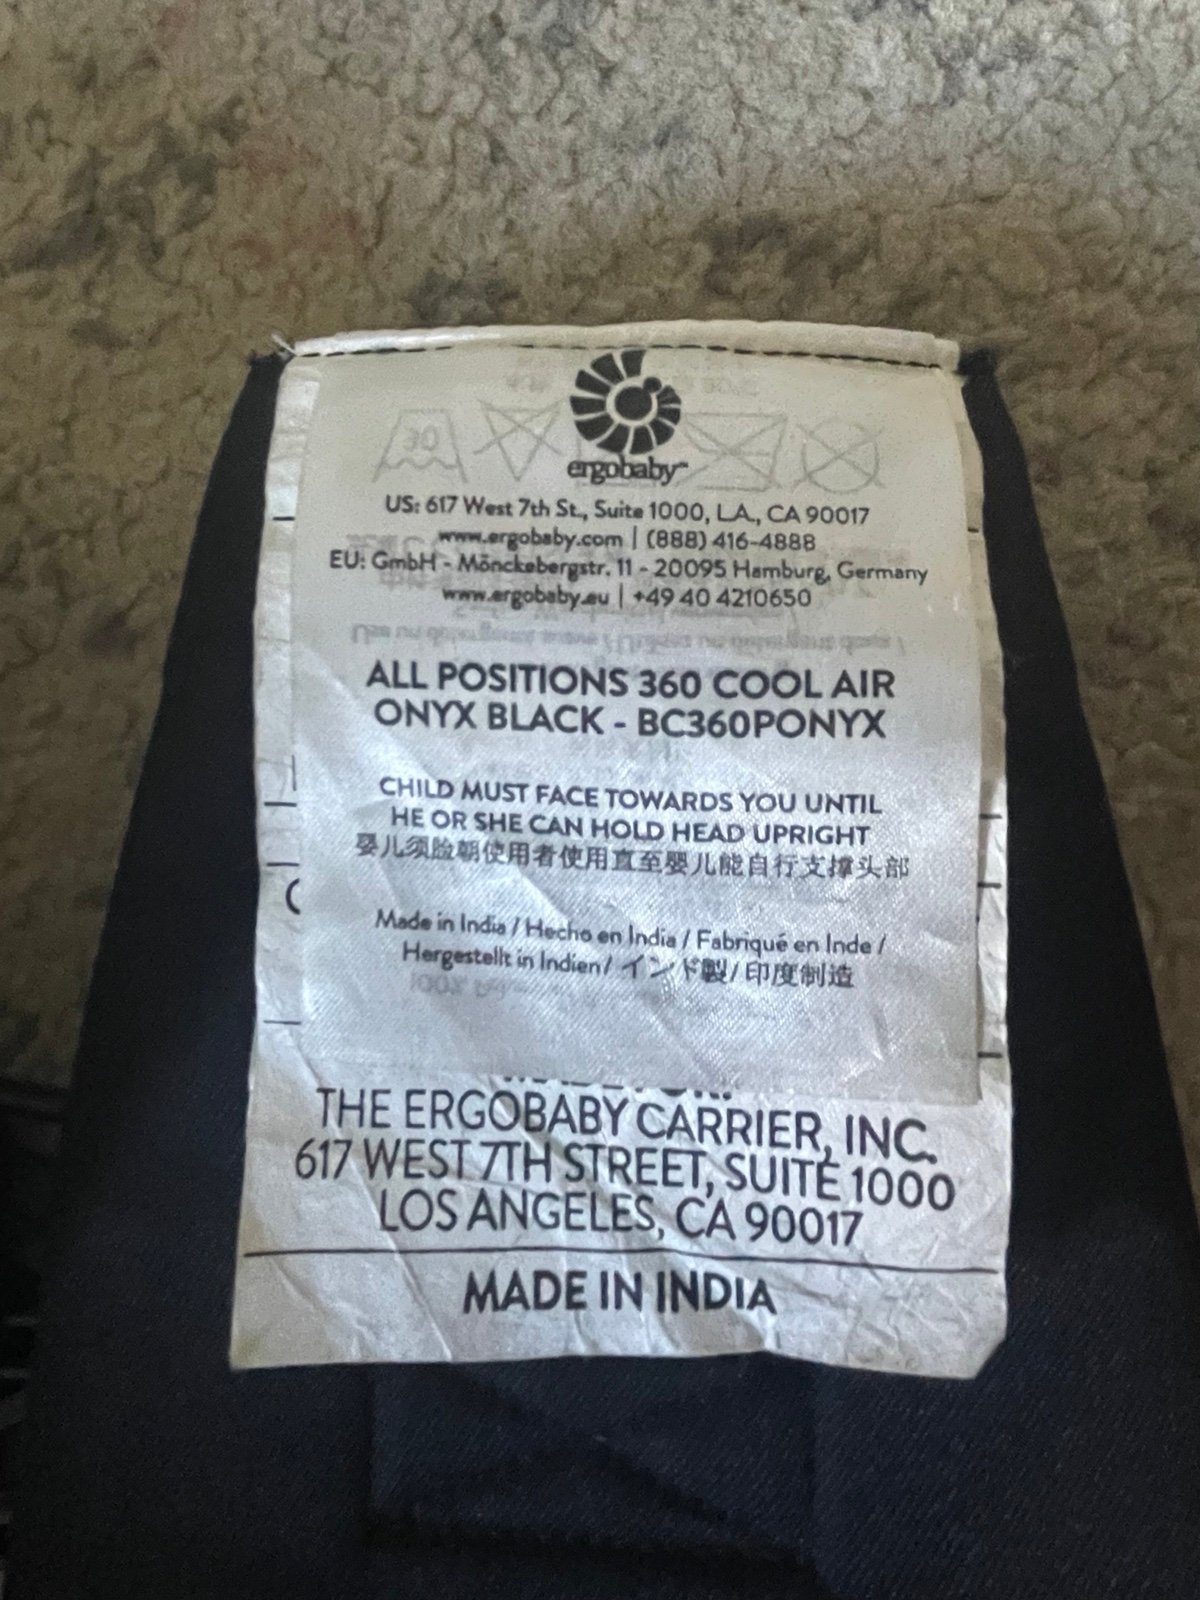 30
ergobaby™
US: 617 West 7th St., Suite 1000, LA., CA 90017
www.ergobaby.com | (888) 416-4888
EU: GmbH - Mönckebergstr. 11 - 20095 Hamburg, Germany
www.ergobaby.eu | +49 40 4210650
ALL POSITIONS 360 COOL AIR
ONYX BLACK - BC360PONYX
CHILD MUST FACE TOWARDS YOU UNTIL
HE OR SHE CAN HOLD HEAD UPRIGHT
婴儿须脸朝使用者使用直至婴儿能自行支撑头部
Made in India / Hecho en India / Fabriqué en Inde /
Hergestellt in Indien / インド製 / 印度制造
THE ERGOBABY CARRIER, INC.
617 WEST 7TH STREET, SUITE 1000
LOS ANGELES, CA 90017
MADE IN INDIA